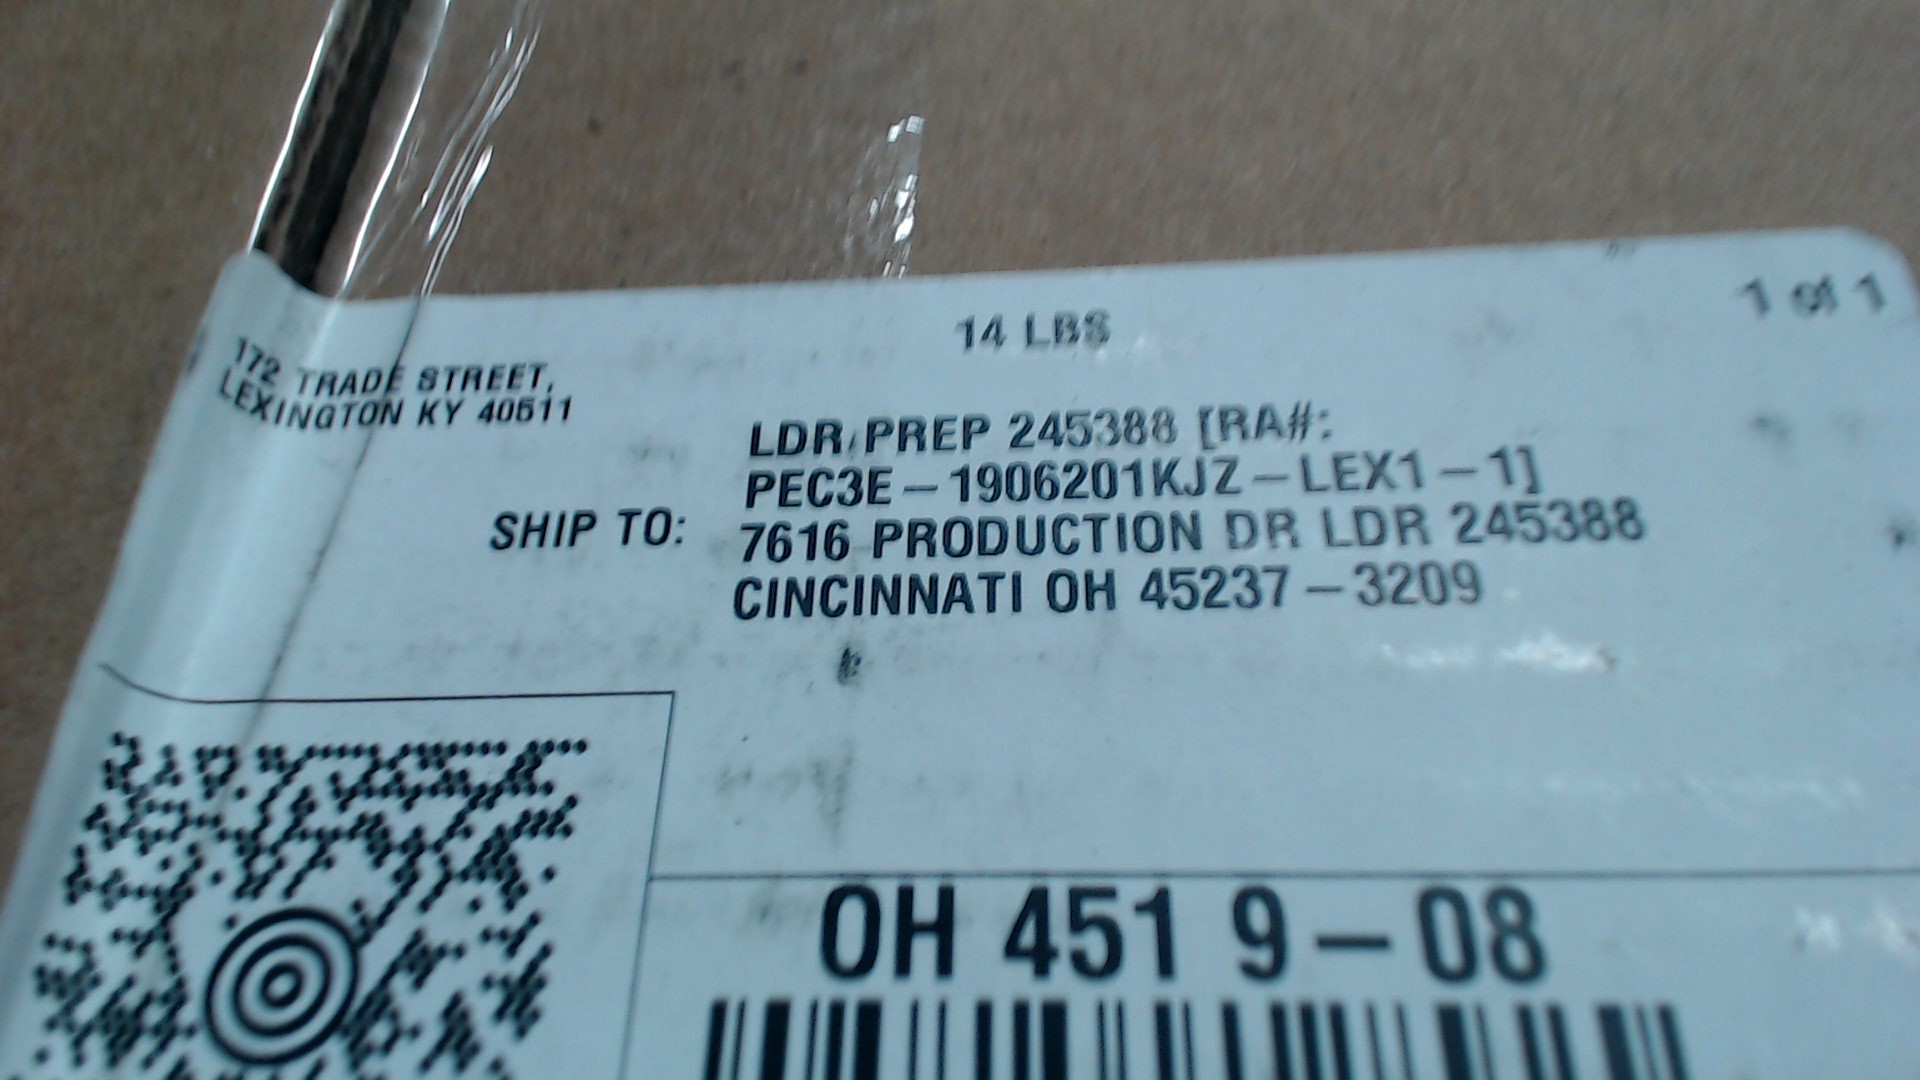 14 LBS
1 of 1
172 TRADE STREET,
LEXINGTON KY 40511
SHIP TO:
LDR PREP 245388 [RA#:
PEC3E-1906201KJZ-LEX1-1]
7616 PRODUCTION DR LDR 245388
CINCINNATI OH 45237-3209
OH 451 9-08